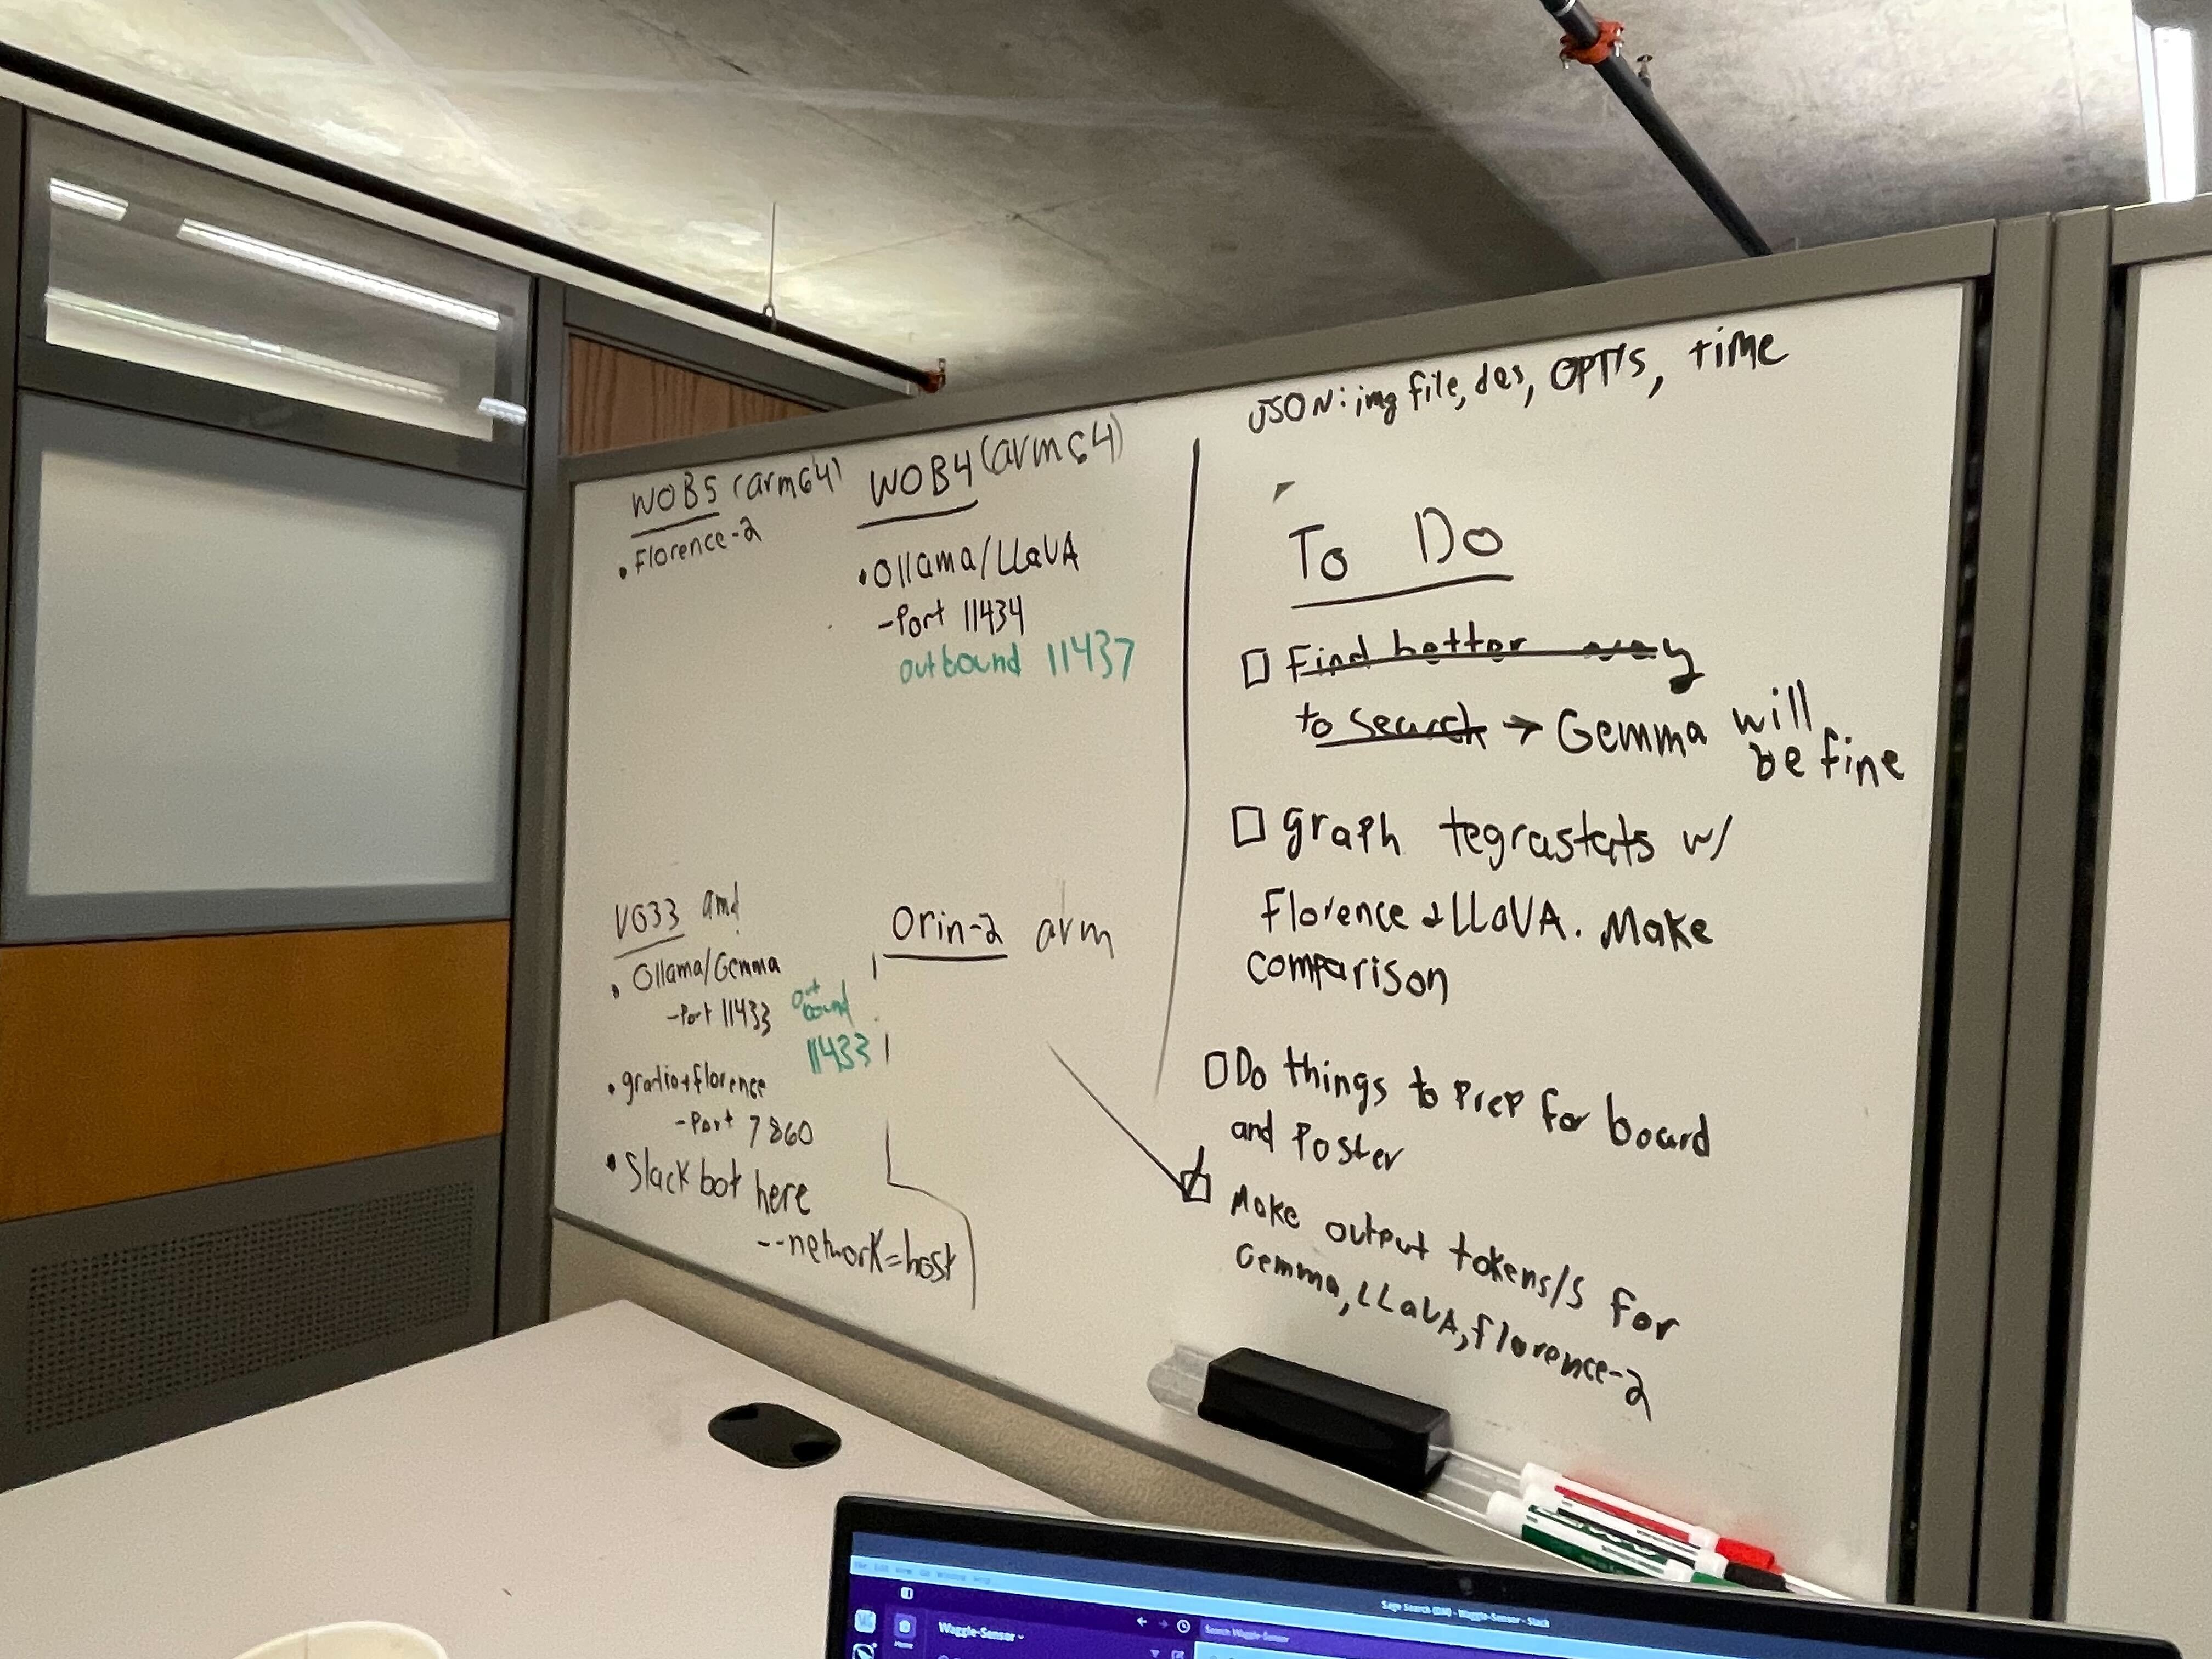 WOB5 (arm64)
• Florence-2
WOB4 (arm64)
• Ollama/LLaVA
- Port 11434
outbound 11437
V033 amd
• Ollama/Gemma
- Port 11433
outbound
11433
• gradio+florence
- Port 7860
• Slack bot here
--network=host
Orin-2 arm
JSON: img file, des, OPT/S, time
To Do
Find better way
to search → Gemma will
be fine
graph tegrastats w/
Florence & LLaVA. Make
comparison
Do things to Prep for board
and Poster
Make output tokens/s for
Gemma, LLaVA, florence-2
Waggle-Sensor
Search Waggle-Sensor
Sage Search (DM) - Waggle-Sensor - Slack
Home